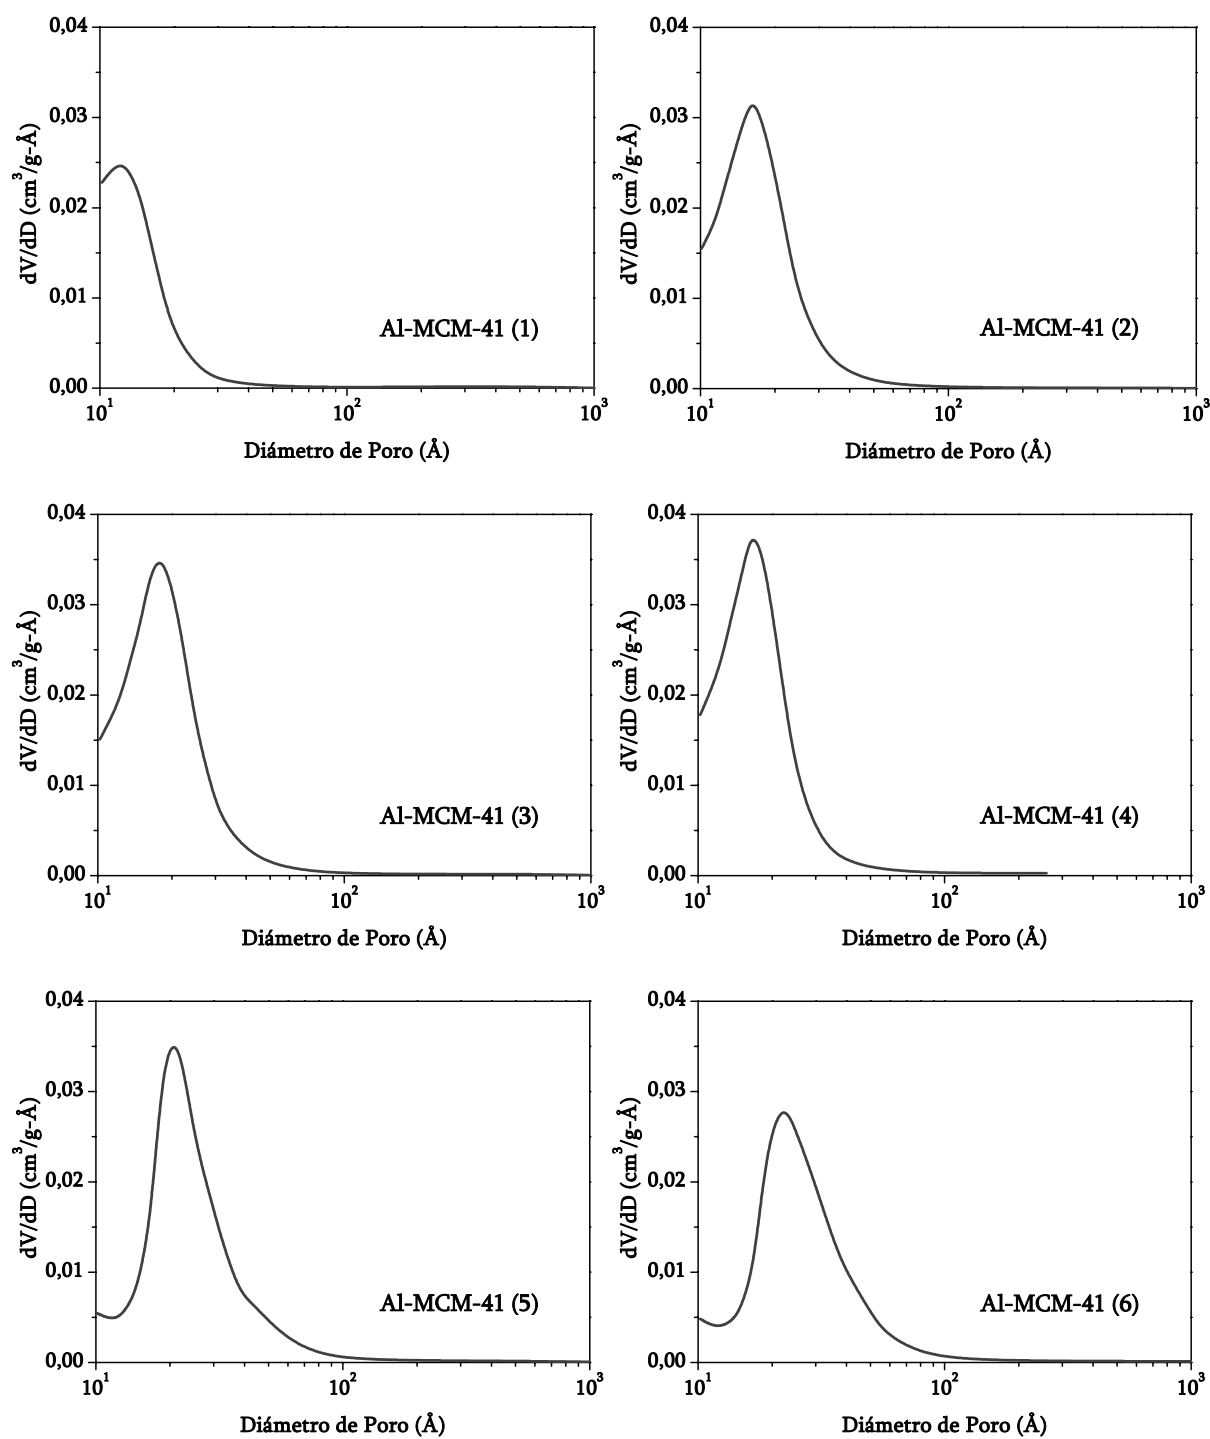 0,04
0,03
0,02
0,01
0,00
dV/dD (cm³/g-Å)
Al-MCM-41 (1)
10¹ 10² 10³
Diámetro de Poro (Å)
0,04
0,03
0,02
0,01
0,00
dV/dD (cm³/g-Å)
Al-MCM-41 (2)
10¹ 10² 10³
Diámetro de Poro (Å)
0,04
0,03
0,02
0,01
0,00
dV/dD (cm³/g-Å)
Al-MCM-41 (3)
10¹ 10² 10³
Diámetro de Poro (Å)
0,04
0,03
0,02
0,01
0,00
dV/dD (cm³/g-Å)
Al-MCM-41 (4)
10¹ 10² 10³
Diámetro de Poro (Å)
0,04
0,03
0,02
0,01
0,00
dV/dD (cm³/g-Å)
Al-MCM-41 (5)
10¹ 10² 10³
Diámetro de Poro (Å)
0,04
0,03
0,02
0,01
0,00
dV/dD (cm³/g-Å)
Al-MCM-41 (6)
10¹ 10² 10³
Diámetro de Poro (Å)